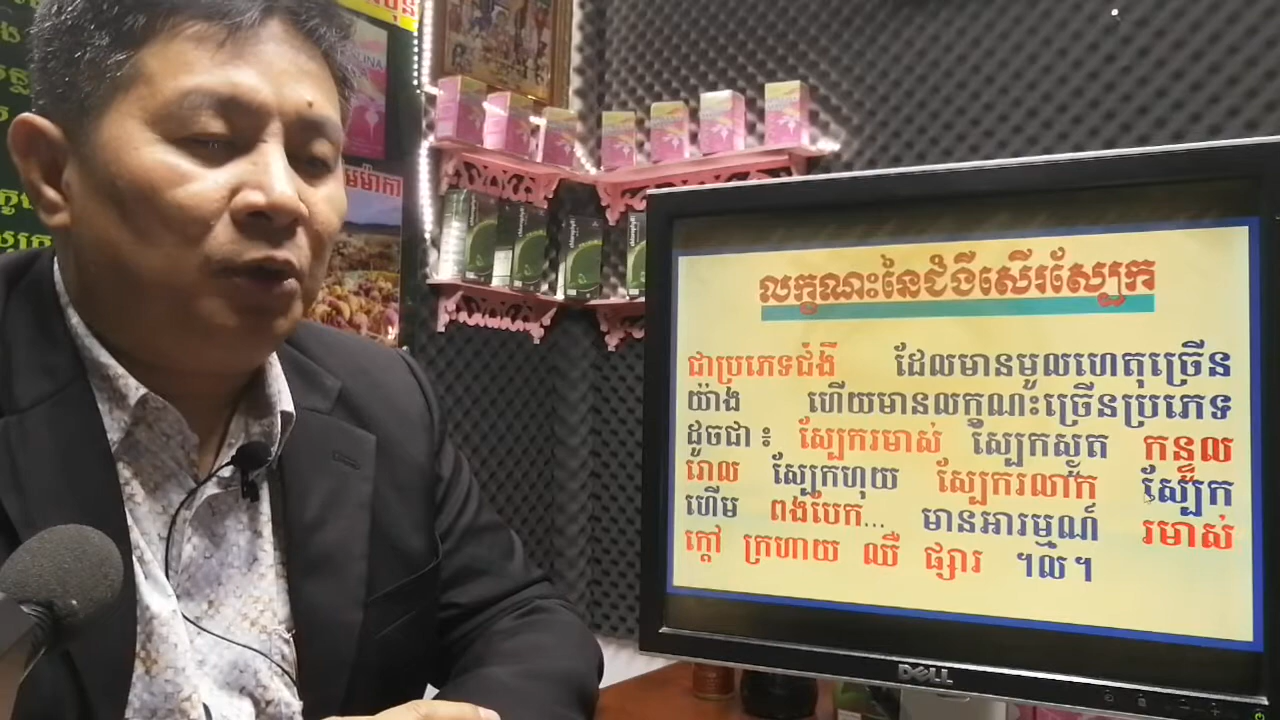 លក្ខណះនៃជំងឺសើរស្បែក
ជាប្រភេទជំងឺ ដែលមានមូលហេតុច្រើន
យ៉ាង ហើយមានលក្ខណះច្រើនប្រភេទ
ដូចជា ៖ ស្បែករមាស់ ស្បែកស្ងួត កន្ទួល
រោល ស្បែកហុយ ស្បែករលាក ស្បែក
ហើម ពងបែក... មានអារម្មណ៍ រមាស់
ក្តៅ ក្រហាយ ឈឺ ផ្សារ ។ល។
DELL